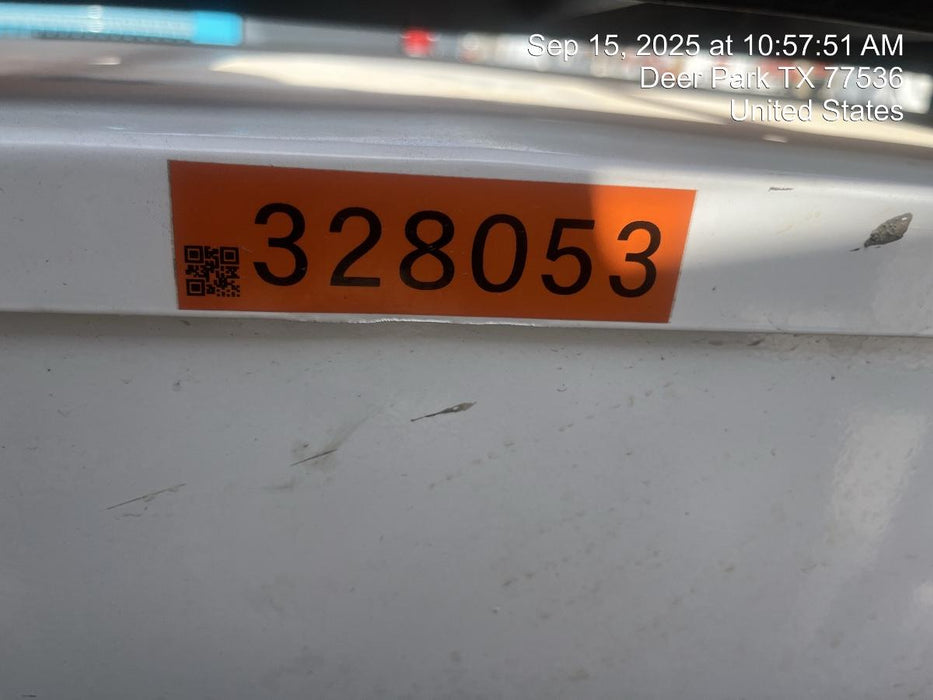 Sep 15, 2025 at 10:57:51 AM
Deer Park TX 77536
United States
328053